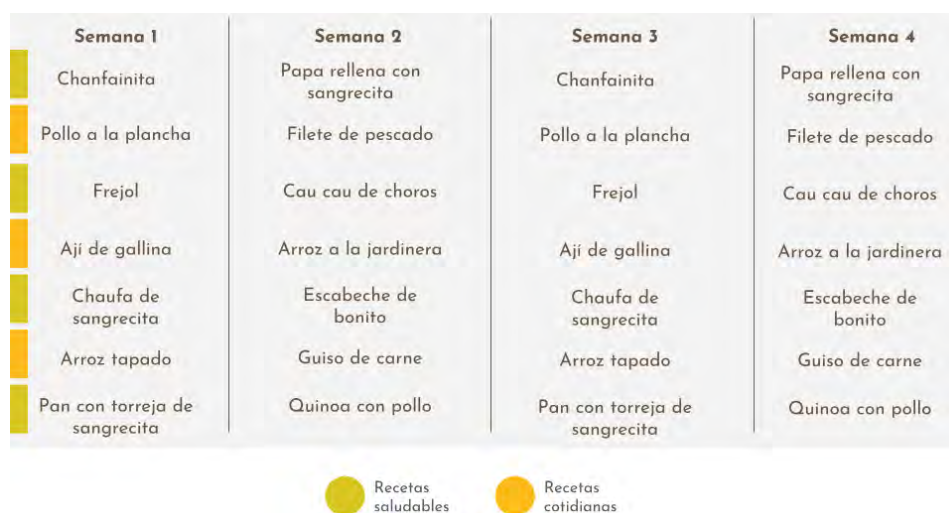 Semana 1
Semana 2
Semana 3
Semana 4
Chanfainita
Papa rellena con
sangrecita
Chanfainita
Papa rellena con
sangrecita
Pollo a la plancha
Filete de pescado
Pollo a la plancha
Filete de pescado
Frejol
Cau cau de choros
Frejol
Cau cau de choros
Ají de gallina
Arroz a la jardinera
Ají de gallina
Arroz a la jardinera
Chaufa de
sangrecita
Escabeche de
bonito
Chaufa de
sangrecita
Escabeche de
bonito
Arroz tapado
Guiso de carne
Arroz tapado
Guiso de carne
Pan con torreja de
sangrecita
Quinoa con pollo
Pan con torreja de
sangrecita
Quinoa con pollo
Recetas
saludables
Recetas
cotidianas